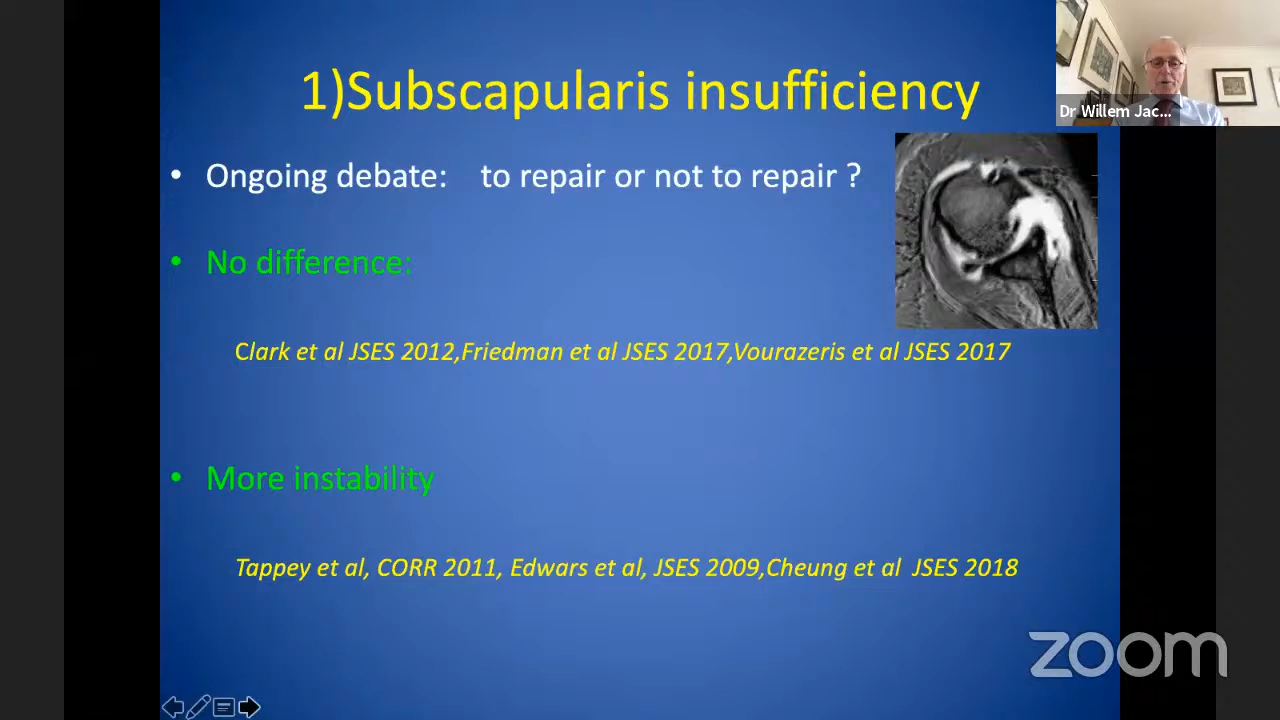 1)Subscapularis insufficiency
Dr Willem Jac...
• Ongoing debate: to repair or not to repair ?
• No difference:
Clark et al JSES 2012,Friedman et al JSES 2017,Vourazeris et al JSES 2017
• More instability
Tappey et al, CORR 2011, Edwars et al, JSES 2009,Cheung et al JSES 2018
zoom